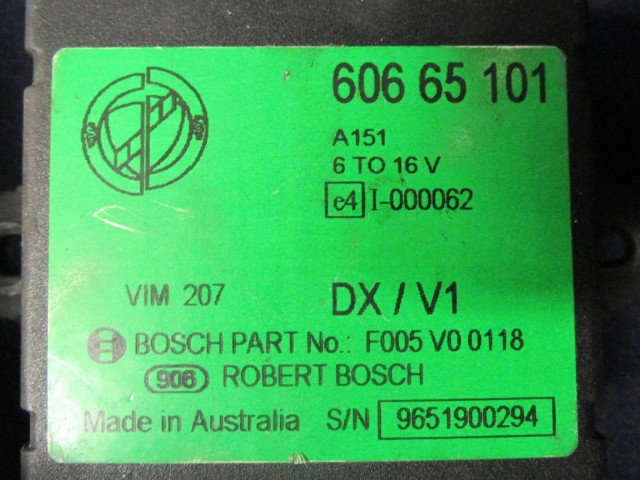 606 65 101
A151
6 TO 16 V
e4 I-000062
VIM 207 DX / V1
BOSCH PART No.: F005 V0 0118
906 ROBERT BOSCH
Made in Australia S/N 9651900294